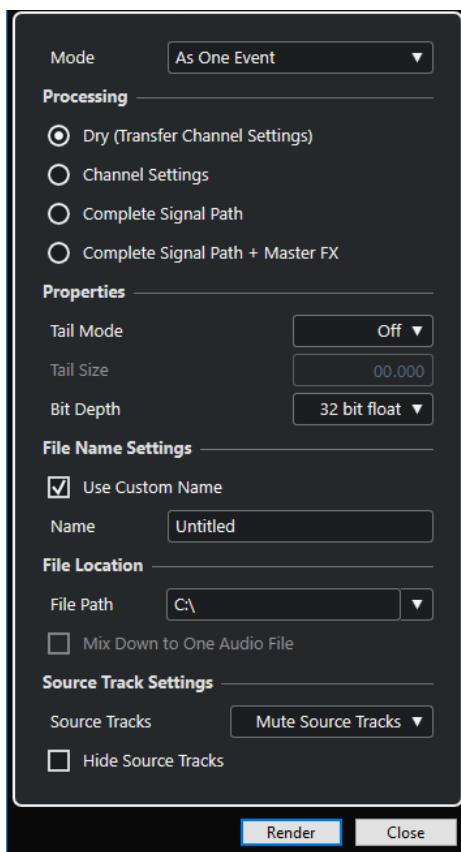 Mode As One Event
Processing
Dry (Transfer Channel Settings)
Channel Settings
Complete Signal Path
Complete Signal Path + Master FX
Properties
Tail Mode Off
Tail Size 00.000
Bit Depth 32 bit float
File Name Settings
Use Custom Name
Name Untitled
File Location
File Path C:\
Mix Down to One Audio File
Source Track Settings
Source Tracks Mute Source Tracks
Hide Source Tracks
Render Close